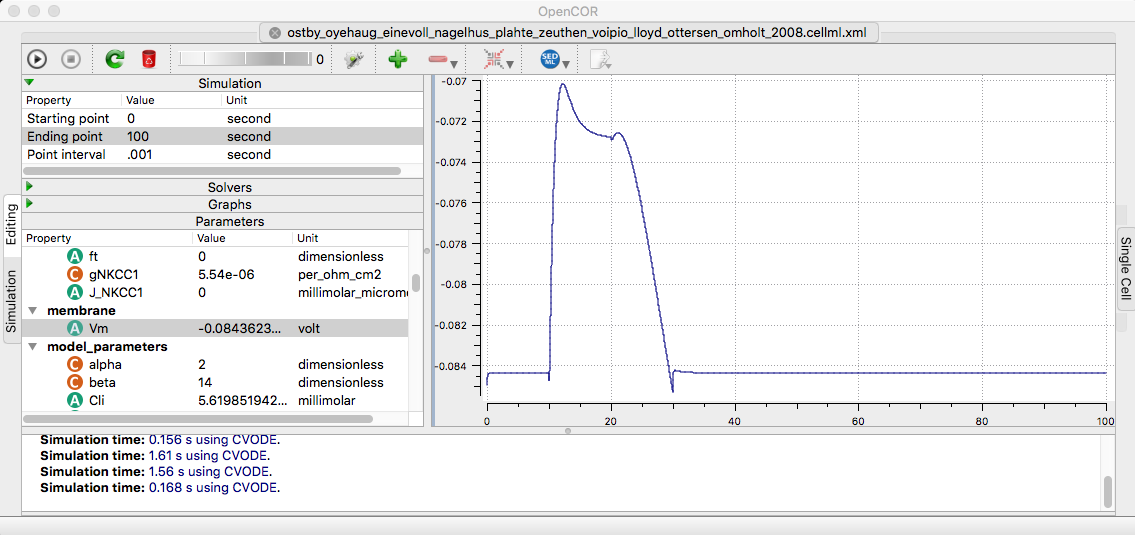 OpenCOR
ostby_oyehaug_einevoll_nagelhus_plahte_zeuthen_voipio_lloyd_ottersen_omholt_2008.cellml.xml
0
SED
ML
Editing
Simulation
Simulation
Property Value Unit
Starting point 0 second
Ending point 100 second
Point interval .001 second
Solvers
Graphs
Parameters
Property Value Unit
A ft 0 dimensionless
C gNKCC1 5.54e-06 per_ohm_cm2
A J_NKCC1 0 millimolar_microm
membrane
A Vm -0.0843623... volt
model_parameters
C alpha 2 dimensionless
C beta 14 dimensionless
C Cli 5.619851942... millimolar
-0.07
-0.072
-0.074
-0.076
-0.078
-0.08
-0.082
-0.084
0 20 40 60 80 100
Single Cell
Simulation time: 0.156 s using CVODE.
Simulation time: 1.61 s using CVODE.
Simulation time: 1.56 s using CVODE.
Simulation time: 0.168 s using CVODE.